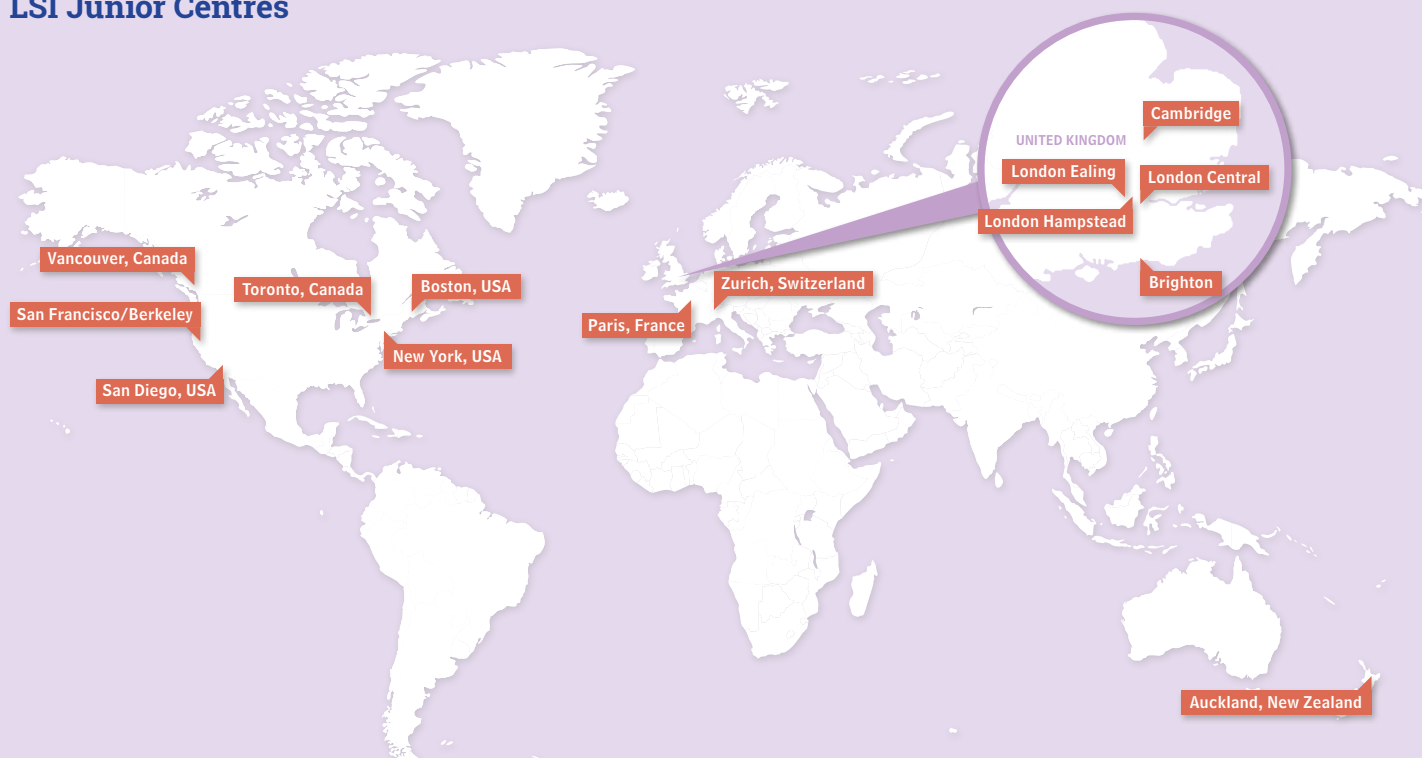 LSI Junior Centres
Cambridge
UNITED KINGDOM
London Ealing
London Central
London Hampstead
Brighton
Vancouver, Canada
Toronto, Canada
Boston, USA
San Francisco/Berkeley
New York, USA
San Diego, USA
Zurich, Switzerland
Paris, France
Auckland, New Zealand